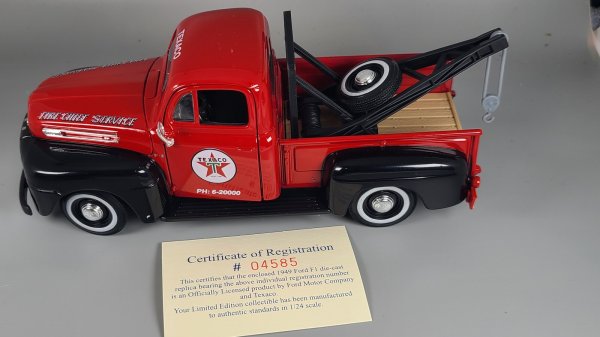 TEXACO
FIRE CHIEF SERVICE
TEXACO
T
PH: 6-20000
Certificate of Registration
# 04585
This certifies that the enclosed 1949 Ford F1 die-cast
replica bearing the above individual registration number
is an Officially Licensed product by Ford Motor Company
and Texaco
Your Limited Edition collectible has been manufactured
to authentic standards in 1/24 scale.